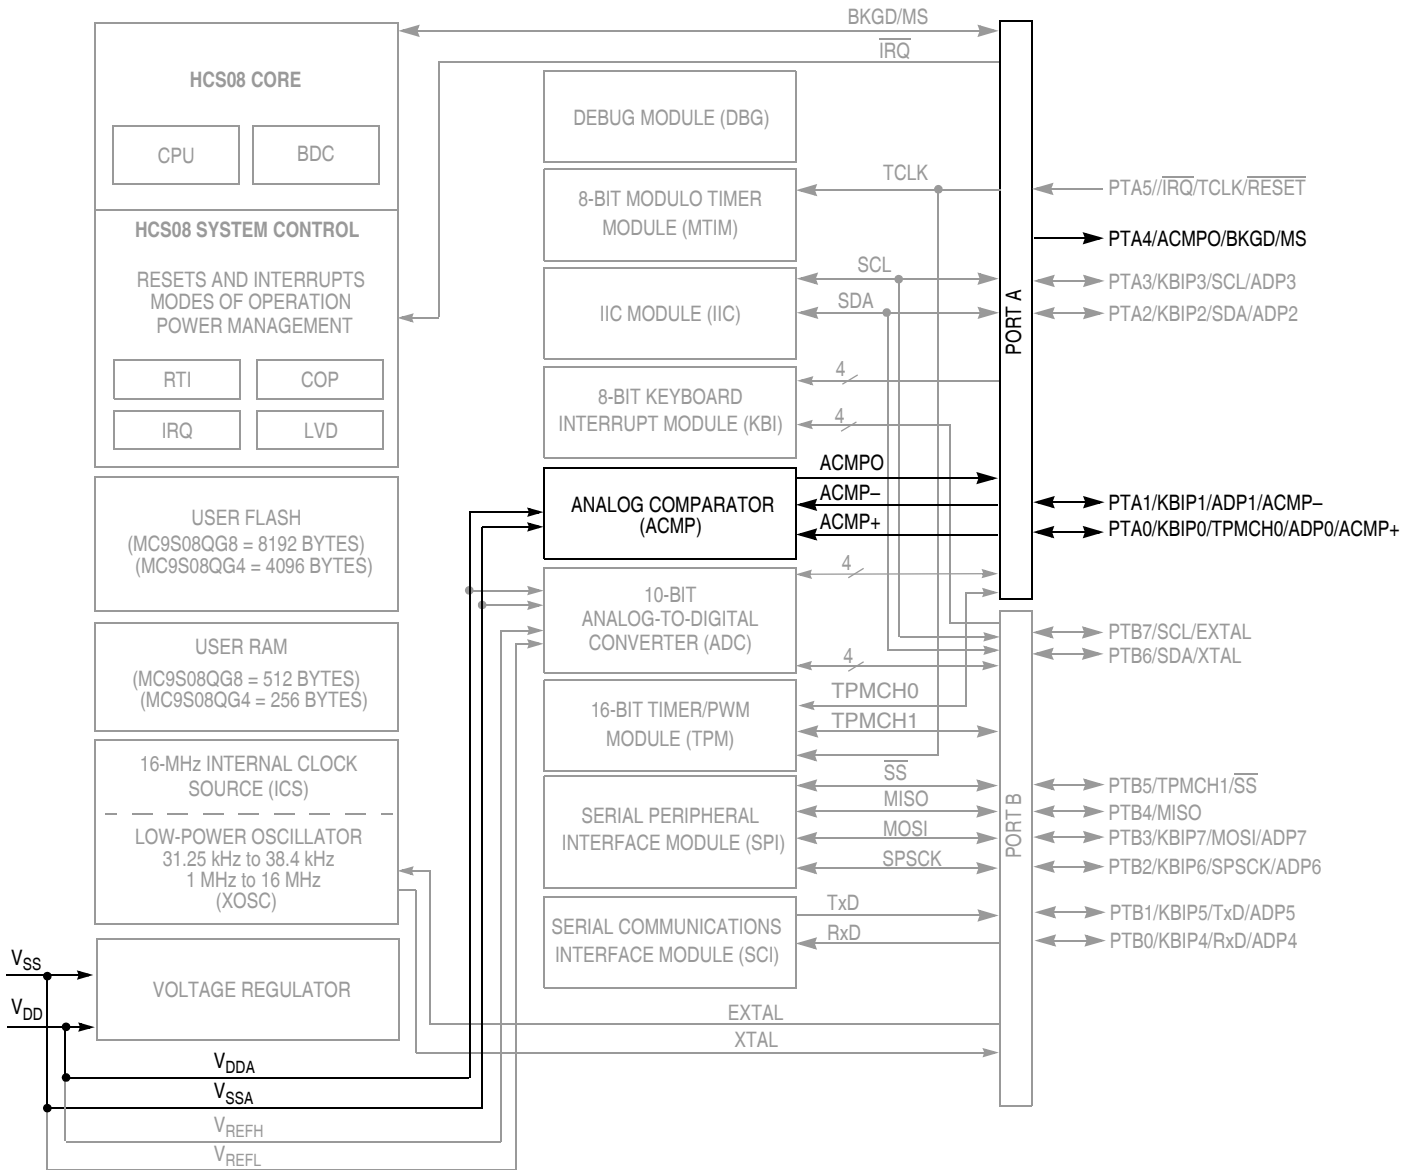 BKGD/MS
IRQ
HCS08 CORE
CPU
BDC
HCS08 SYSTEM CONTROL
RESETS AND INTERRUPTS
MODES OF OPERATION
POWER MANAGEMENT
RTI
COP
IRQ
LVD
USER FLASH
(MC9S08QG8 = 8192 BYTES)
(MC9S08QG4 = 4096 BYTES)
USER RAM
(MC9S08QG8 = 512 BYTES)
(MC9S08QG4 = 256 BYTES)
16-MHz INTERNAL CLOCK
SOURCE (ICS)
LOW-POWER OSCILLATOR
31.25 kHz to 38.4 kHz
1 MHz to 16 MHz
(XOSC)
VOLTAGE REGULATOR
VSS
VDD
VDDA
VSSA
VREFH
VREFL
DEBUG MODULE (DBG)
8-BIT MODULO TIMER
MODULE (MTIM)
TCLK
IIC MODULE (IIC)
SCL
SDA
8-BIT KEYBOARD
INTERRUPT MODULE (KBI)
4
4
ANALOG COMPARATOR
(ACMP)
ACMPO
ACMP–
ACMP+
10-BIT
ANALOG-TO-DIGITAL
CONVERTER (ADC)
4
4
16-BIT TIMER/PWM
MODULE (TPM)
TPMCH0
TPMCH1
SERIAL PERIPHERAL
INTERFACE MODULE (SPI)
SS
MISO
MOSI
SPSCK
SERIAL COMMUNICATIONS
INTERFACE MODULE (SCI)
TxD
RxD
EXTAL
XTAL
PORT A
PORT B
PTA5//IRQ/TCLK/RESET
PTA4/ACMPO/BKGD/MS
PTA3/KBIP3/SCL/ADP3
PTA2/KBIP2/SDA/ADP2
PTA1/KBIP1/ADP1/ACMP–
PTA0/KBIP0/TPMCH0/ADP0/ACMP+
PTB7/SCL/EXTAL
PTB6/SDA/XTAL
PTB5/TPMCH1/SS
PTB4/MISO
PTB3/KBIP7/MOSI/ADP7
PTB2/KBIP6/SPSCK/ADP6
PTB1/KBIP5/TxD/ADP5
PTB0/KBIP4/RxD/ADP4